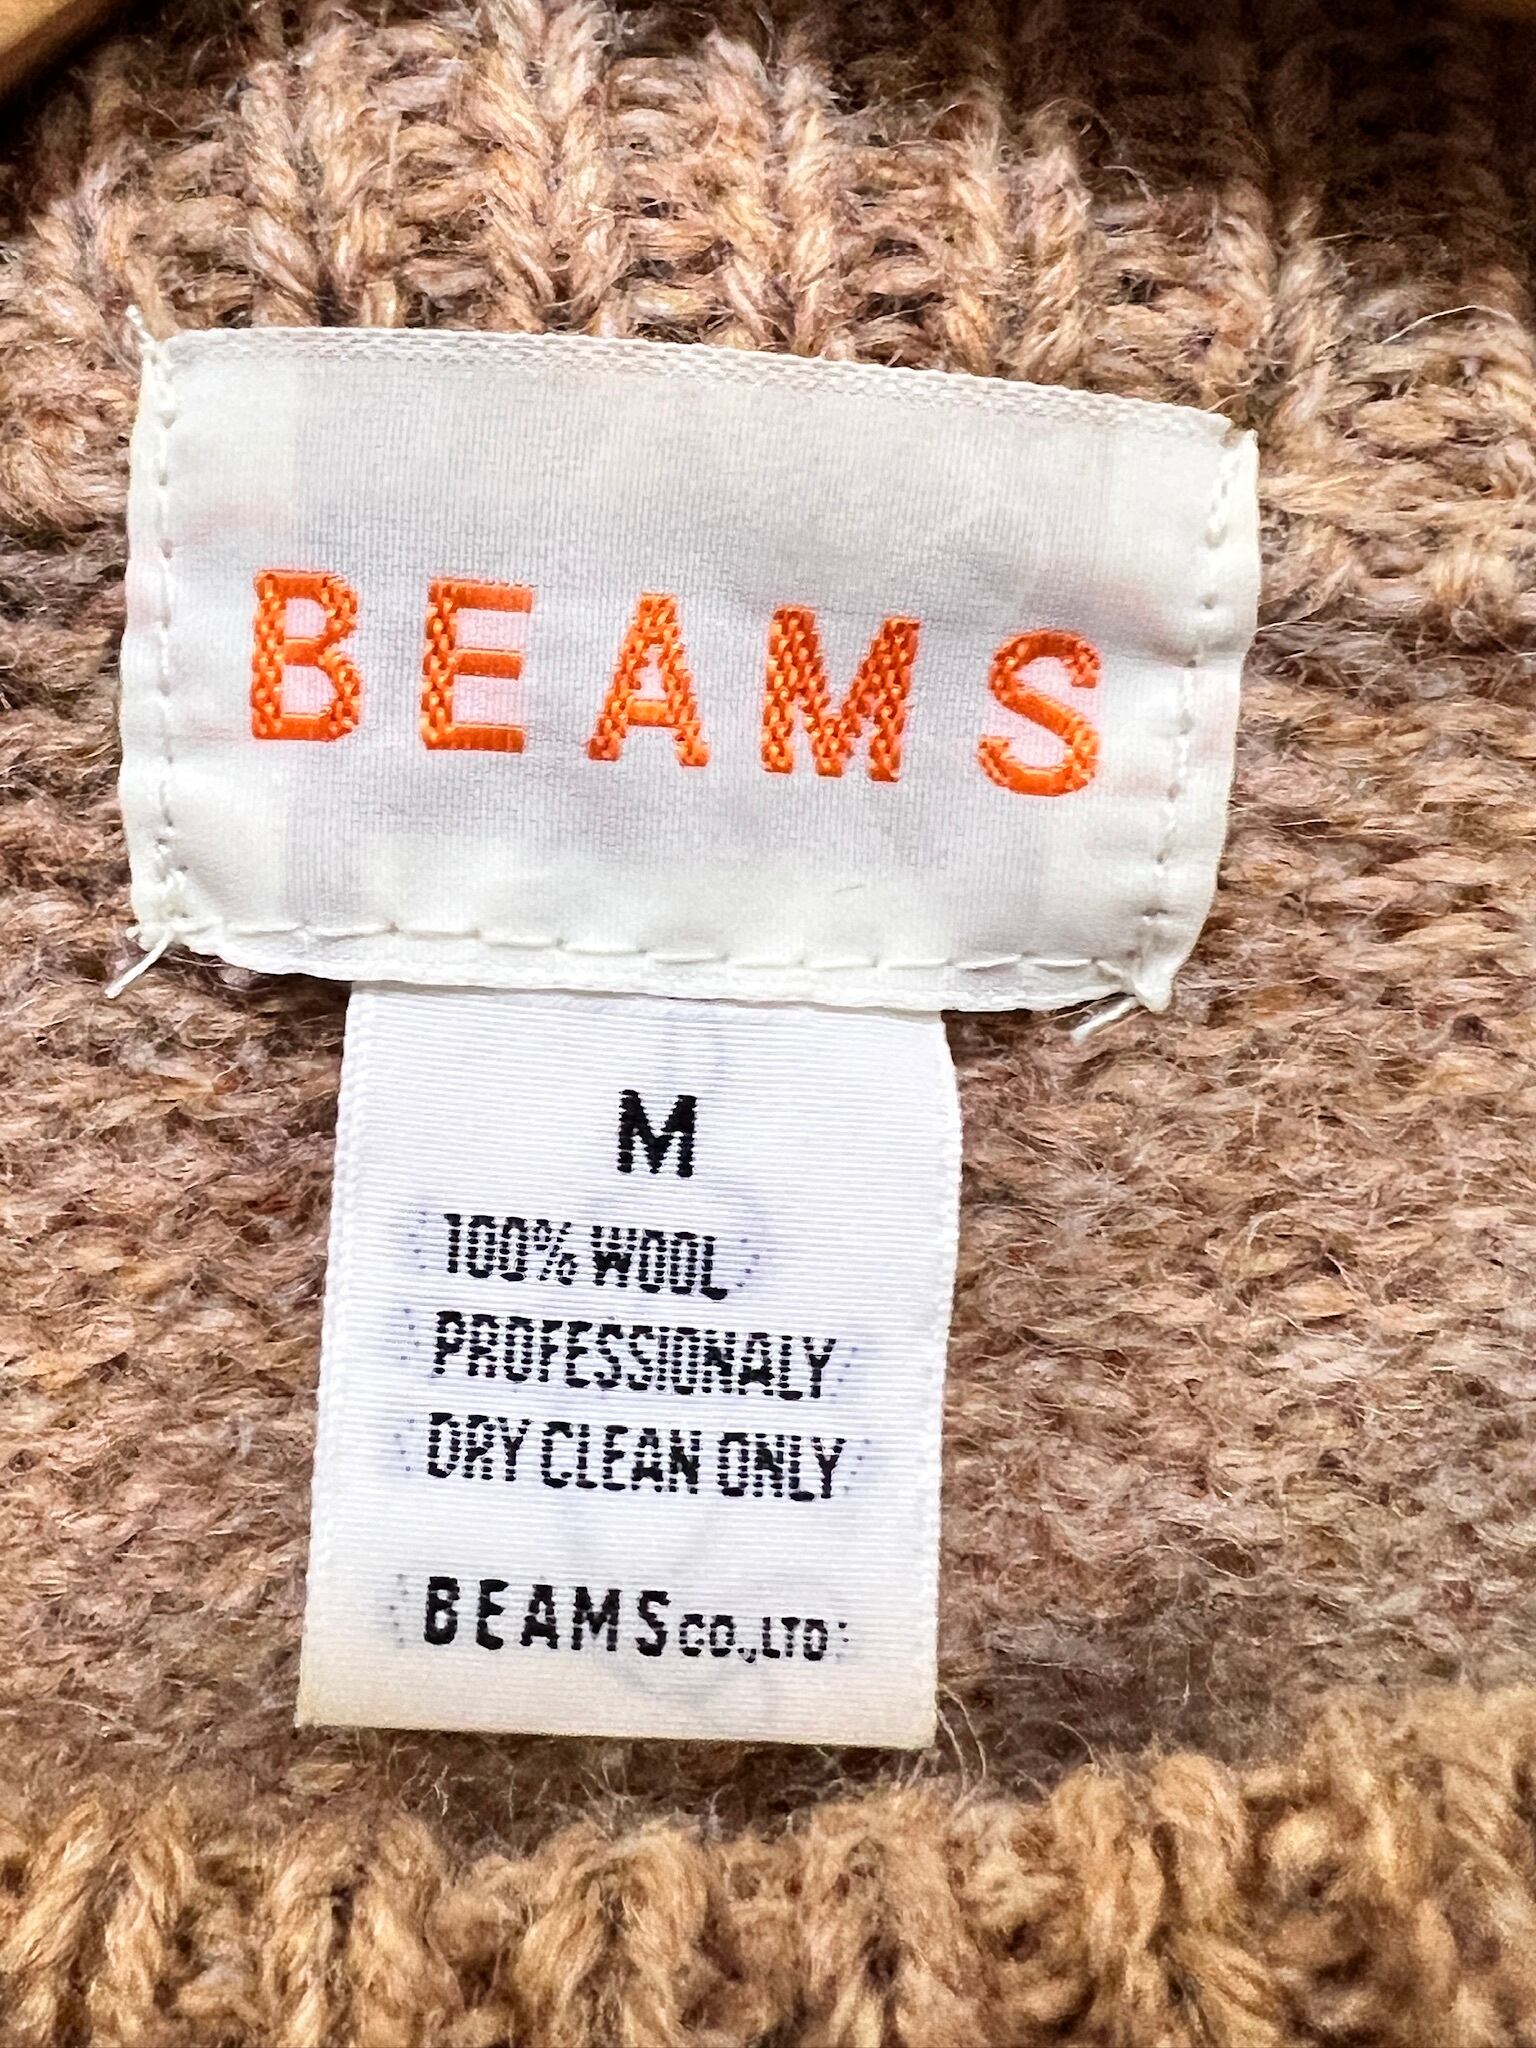 BEAMS
M
100% WOOL
PROFESSIONALY
DRY CLEAN ONLY
BEAMS CO.,LTD.